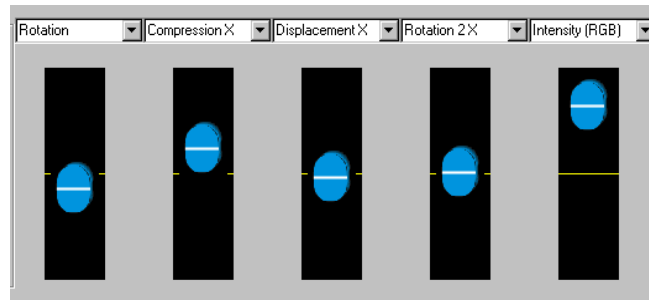 Rotation
Compression X
Displacement X
Rotation 2 X
Intensity (RGB)